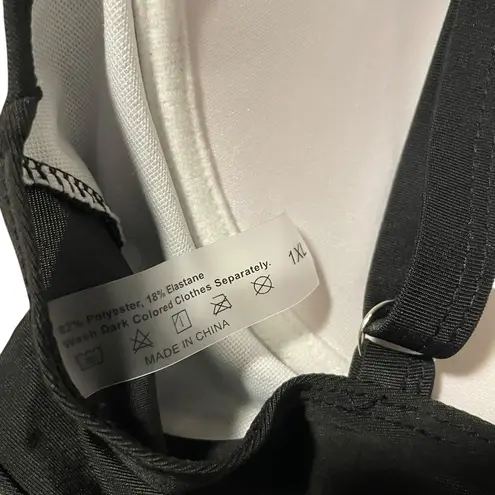 82% Polyester, 18% Elastane
Wash Dark Colored Clothes Separately.
MADE IN CHINA
1XL